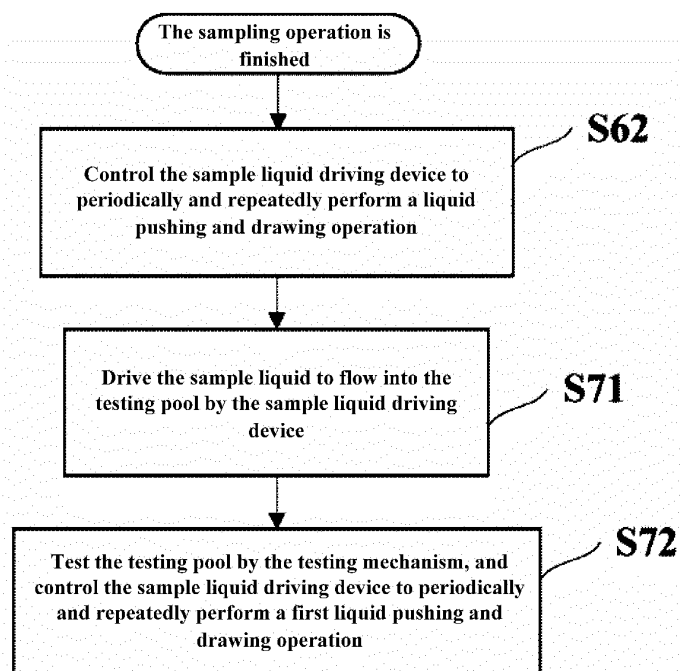 The sampling operation is
finished
S62
Control the sample liquid driving device to
periodically and repeatedly perform a liquid
pushing and drawing operation
S71
Drive the sample liquid to flow into the
testing pool by the sample liquid driving
device
S72
Test the testing pool by the testing mechanism, and
control the sample liquid driving device to periodically
and repeatedly perform a first liquid pushing and
drawing operation